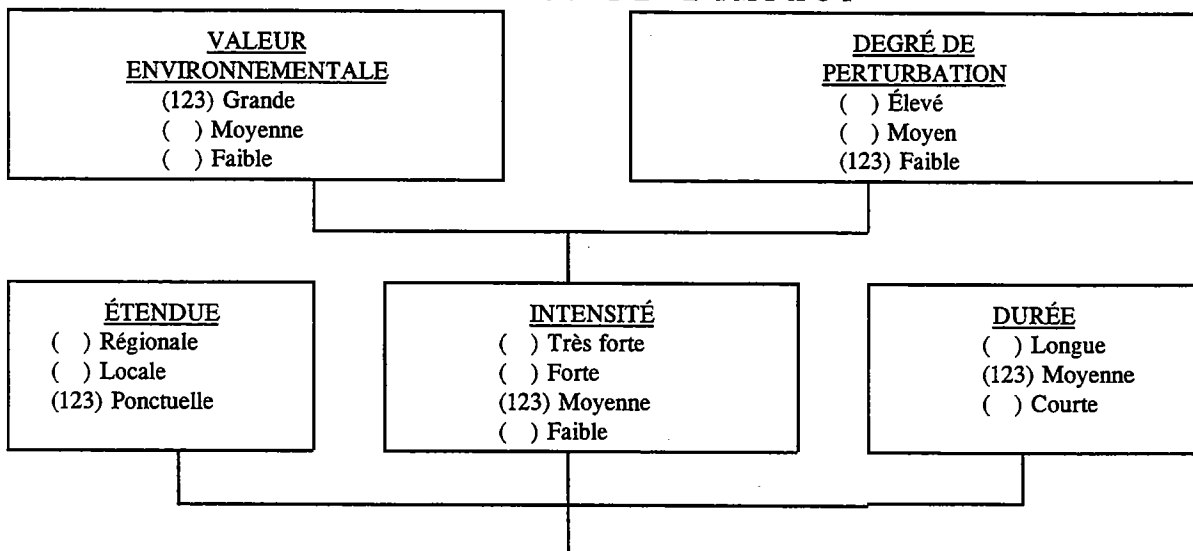 VALEUR
ENVIRONNEMENTALE
(123) Grande
( ) Moyenne
( ) Faible
DEGRÉ DE
PERTURBATION
( ) Élevé
( ) Moyen
(123) Faible
ÉTENDUE
( ) Régionale
( ) Locale
(123) Ponctuelle
INTENSITÉ
( ) Très forte
( ) Forte
(123) Moyenne
( ) Faible
DURÉE
( ) Longue
(123) Moyenne
( ) Courte